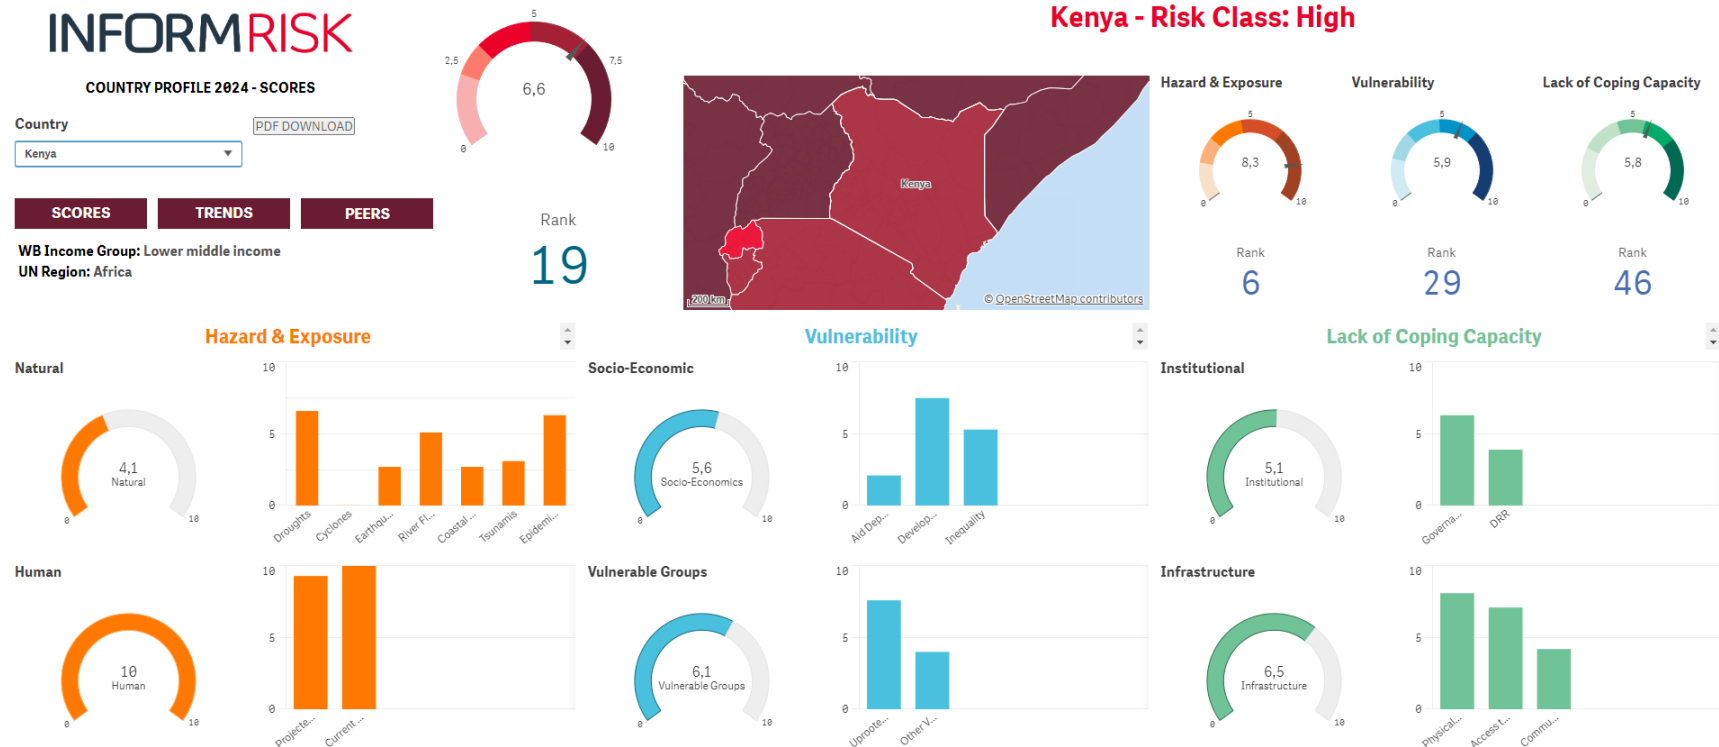 INFORMRISK
COUNTRY PROFILE 2024 - SCORES
Country
PDF DOWNLOAD
Kenya
SCORES
TRENDS
PEERS
WB Income Group: Lower middle income
UN Region: Africa
5
2,5
7,5
6,6
0
10
Rank
19
Kenya - Risk Class: High
Kenya
200 km
© OpenStreetMap contributors
Hazard & Exposure
5
8,3
0
10
Rank
6
Vulnerability
5
5,9
0
10
Rank
29
Lack of Coping Capacity
5
5,8
0
10
Rank
46
Hazard & Exposure
Natural
4,1
Natural
0
10
10
5
0
Droughts
Cyclones
Earthqu...
River Fl...
Coastal ...
Tsunamis
Epidemi...
Human
10
Human
0
10
10
5
0
Projecte...
Current ...
Vulnerability
Socio-Economic
5,6
Socio-Economics
0
10
10
5
0
Aid Dep...
Develop...
Inequality
Vulnerable Groups
6,1
Vulnerable Groups
0
10
10
5
0
Uproote...
Other V...
Lack of Coping Capacity
Institutional
5,1
Institutional
0
10
10
5
0
Governa...
DRR
Infrastructure
6,5
Infrastructure
0
10
10
5
0
Physical...
Access t...
Commu...